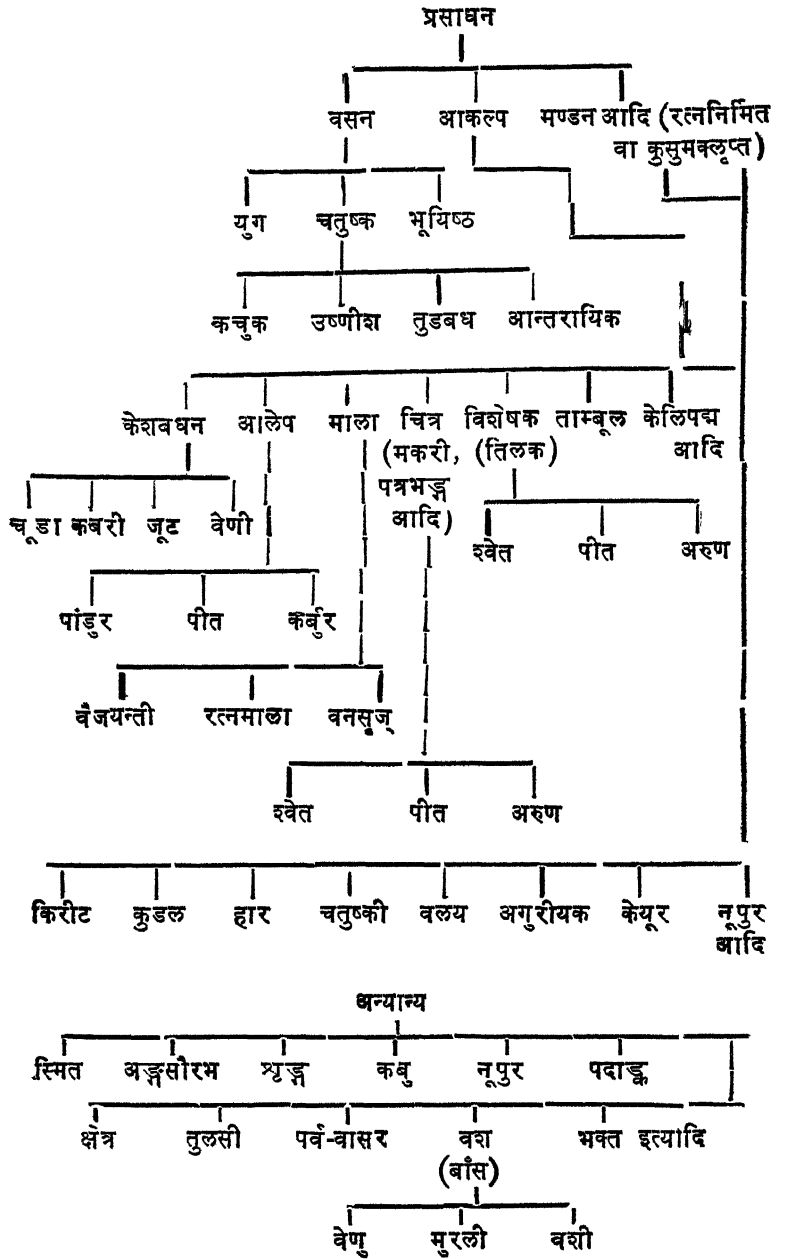 प्रसाधन
वसन आकल्प मण्डन आदि (रत्ननिर्मित
वा कुसुमक्लृप्त)
युग चतुष्क भूयिष्ठ
कचुक उष्णीश तुडबध आन्तरायिक
केशबधन आलेप माला चित्र विशेषक ताम्बूल केलिपद्म
(मकरी, (तिलक) आदि
पत्रभङ्ग
आदि)
चूडा कबरी जूट वेणी
श्वेत पीत अरुण
पांडुर पीत कर्बुर
वैजयन्ती रत्नमाला वनसृज्
श्वेत पीत अरुण
किरीट कुडल हार चतुष्की वलय अगुरीयक केयूर नूपुर
आदि
अन्यान्य
स्मित अङ्गसौरभ शृङ्ग कबु नूपुर पदाङ्क
क्षेत्र तुलसी पर्व-वासर वश भक्त इत्यादि
(बाँस)
वेणु मुरली वशी